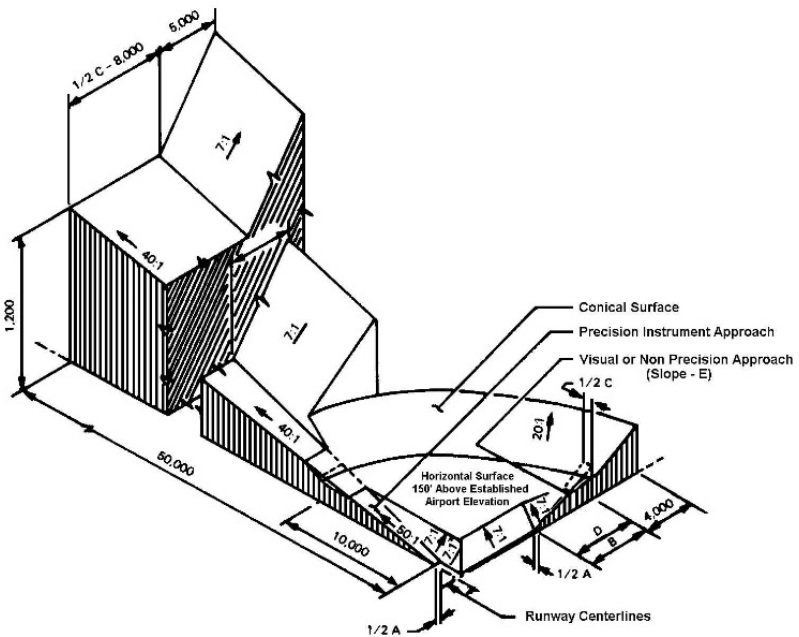 5,000
1/2 C - 8,000
7:1
40:1
1,200
7:1
Conical Surface
Precision Instrument Approach
Visual or Non Precision Approach
(Slope - E)
1/2 C
40:1
20:1
50,000
Horizontal Surface
150' Above Established
Airport Elevation
50:1
7:1
7:1
7:1
7:1
10,000
D
B
4,000
1/2 A
1/2 A
Runway Centerlines